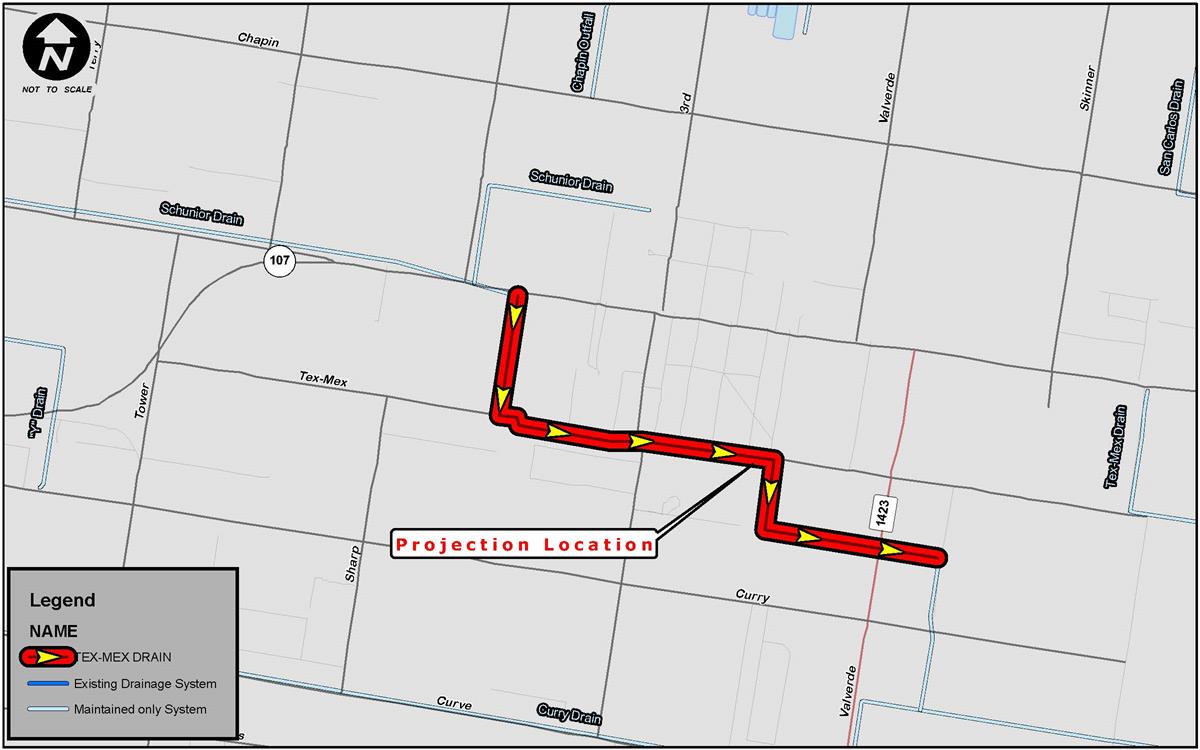 N
NOT TO SCALE
Chapin
Chapin Outfall
3rd
Valverde
Skinner
San Carlos Drain
Schunior Drain
Schunior Drain
107
Tex-Mex
Tower
"Y" Drain
Tex-Mex Drain
1423
Projection Location
Sharp
Curry
Valverde
Curve
Curry Drain
Legend
NAME
TEX-MEX DRAIN
Existing Drainage System
Maintained only System